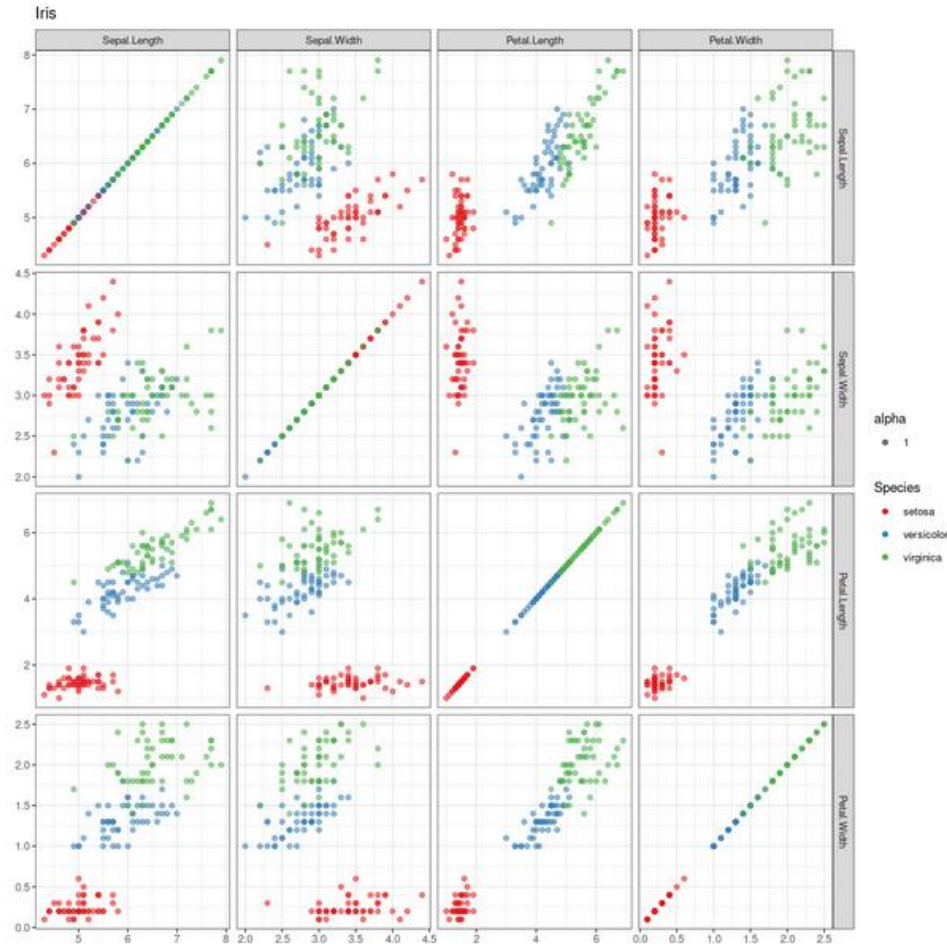 Iris
Sepal.Length Sepal.Width Petal.Length Petal.Width
8
7
6
5
Sepal.Length
4.5
4.0
3.5
3.0
2.5
2.0
Sepal.Width
alpha
1
Species
setosa
versicolor
virginica
6
4
2
Petal.Length
2.5
2.0
1.5
1.0
0.5
0.0
Petal.Width
5 6 7 8 2.0 2.5 3.0 3.5 4.0 4.5 2 4 6 0.0 0.5 1.0 1.5 2.0 2.5